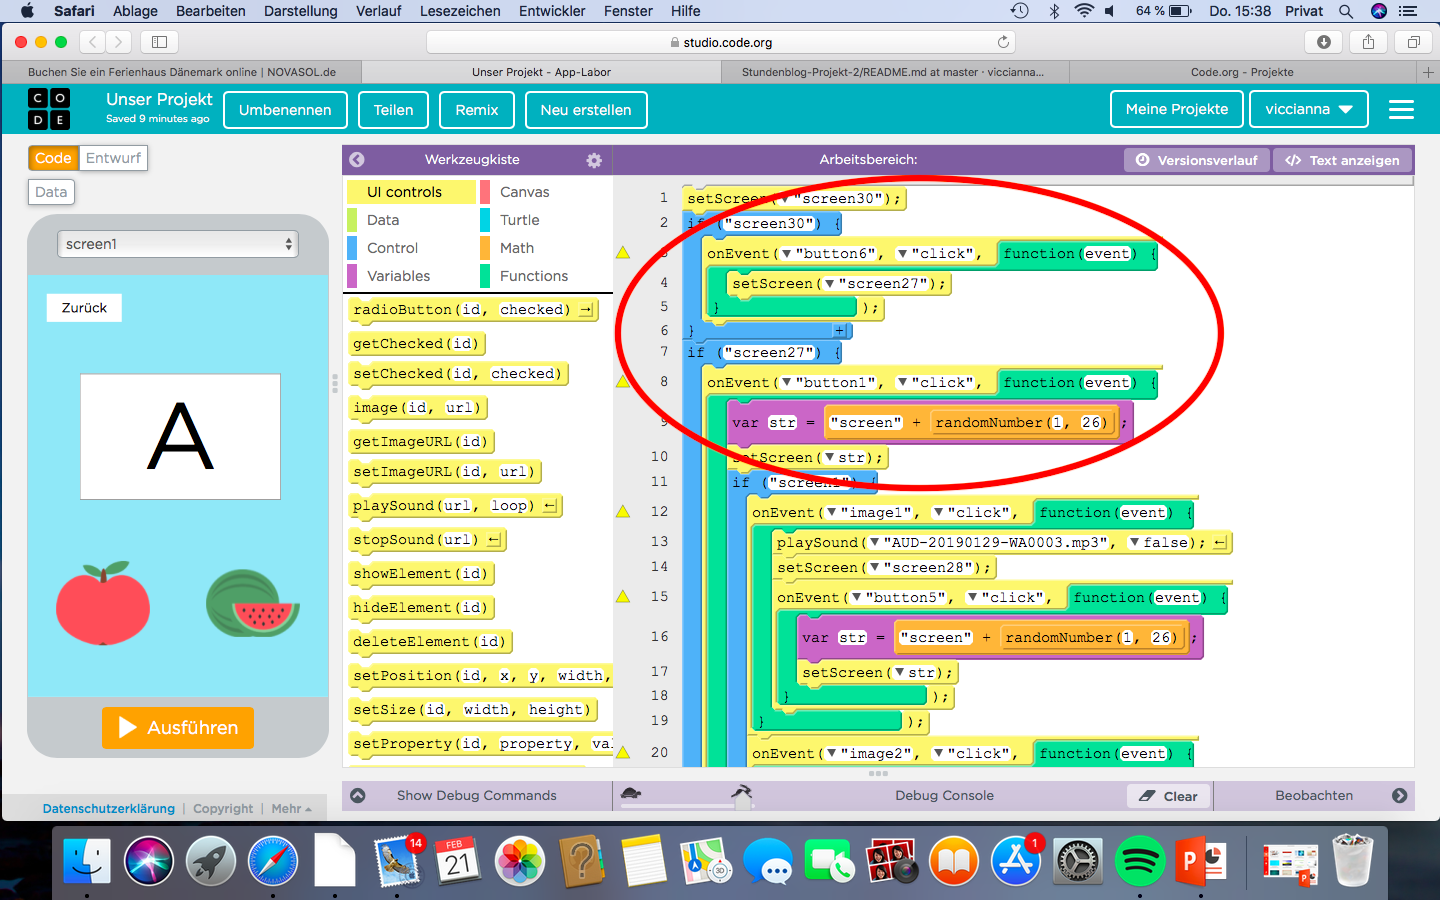 Safari Ablage Bearbeiten Darstellung Verlauf Lesezeichen Entwickler Fenster Hilfe 64 % Do. 15:38 Privat
studio.code.org
Buchen Sie ein Ferienhaus Dänemark online | NOVASOL.de Unser Projekt - App-Labor Stundenblog-Projekt-2/README.md at master · viccianna... Code.org - Projekte
C O D E
Unser Projekt
Saved 9 minutes ago
Umbenennen Teilen Remix Neu erstellen Meine Projekte viccianna
Code Entwurf
Data
Werkzeugkiste Arbeitsbereich: Versionsverlauf Text anzeigen
screen1
Zurück
A
Ausführen
Datenschutzerklärung | Copyright | Mehr
UI controls Canvas
Data Turtle
Control Math
Variables Functions
radioButton(id, checked)
getChecked(id)
setChecked(id, checked)
image(id, url)
getImageURL(id)
setImageURL(id, url)
playSound(url, loop)
stopSound(url)
showElement(id)
hideElement(id)
deleteElement(id)
setPosition(id, x, y, width,
setSize(id, width, height)
setProperty(id, property, val
1 setScreen("screen30");
2 if ("screen30") {
3 onEvent("button6", "click", function(event) {
4 setScreen("screen27");
5 } );
6 } +
7 if ("screen27") {
8 onEvent("button1", "click", function(event) {
9 var str = "screen" + randomNumber(1, 26) ;
10 setScreen(str);
11 if ("screen1") {
12 onEvent("image1", "click", function(event) {
13 playSound("AUD-20190129-WA0003.mp3", false);
14 setScreen("screen28");
15 onEvent("button5", "click", function(event) {
16 var str = "screen" + randomNumber(1, 26) ;
17 setScreen(str);
18 } );
19 } );
20 onEvent("image2", "click", function(event) {
Show Debug Commands Debug Console Clear Beobachten
14
FEB
21
3D
1
P